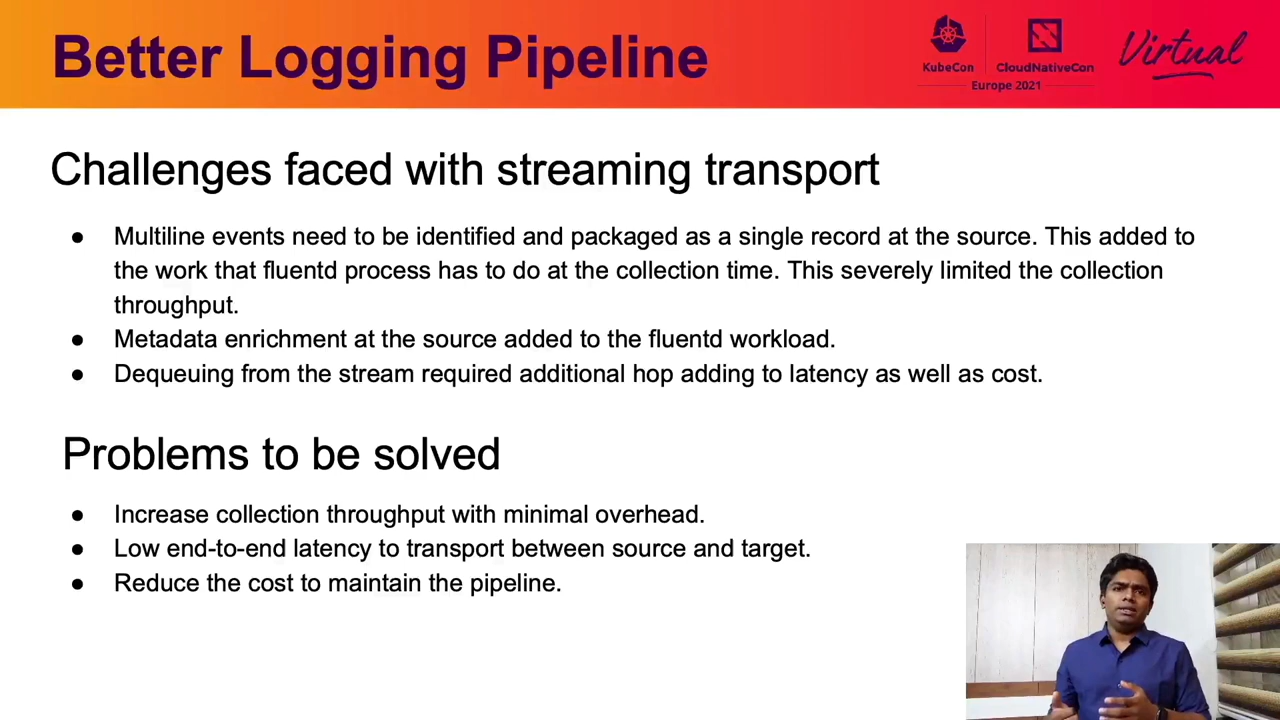 Better Logging Pipeline
KubeCon
CloudNativeCon
Europe 2021
Virtual
Challenges faced with streaming transport
● Multiline events need to be identified and packaged as a single record at the source. This added to
the work that fluentd process has to do at the collection time. This severely limited the collection
throughput.
● Metadata enrichment at the source added to the fluentd workload.
● Dequeuing from the stream required additional hop adding to latency as well as cost.
Problems to be solved
● Increase collection throughput with minimal overhead.
● Low end-to-end latency to transport between source and target.
● Reduce the cost to maintain the pipeline.